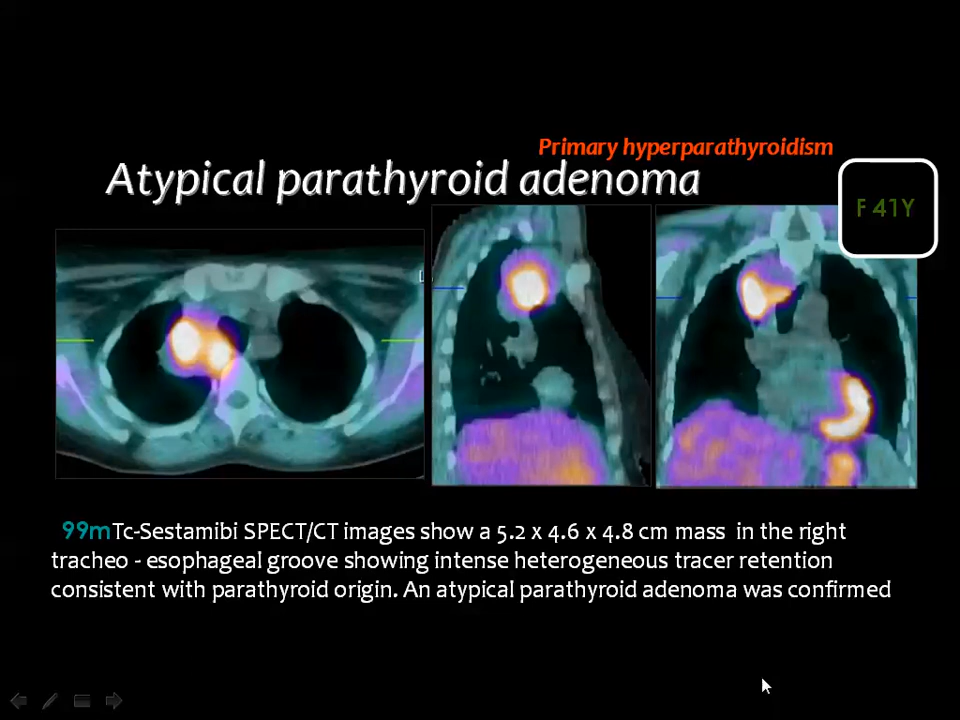 Primary hyperparathyroidism
Atypical parathyroid adenoma
F 41Y
99mTc-Sestamibi SPECT/CT images show a 5.2 x 4.6 x 4.8 cm mass in the right
tracheo - esophageal groove showing intense heterogeneous tracer retention
consistent with parathyroid origin. An atypical parathyroid adenoma was confirmed